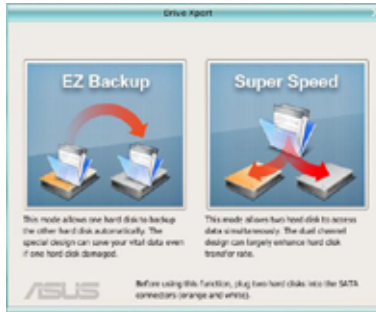 Drive Xpert
EZ Backup
Super Speed
This mode allows one hard disk to backup
the other hard disk automatically. The
special design can save your vital data even
if one hard disk damaged.
This mode allows two hard disk to access
data simultaneously. The duel channel
design can largely enhance hard disk
transfer rate.
ASUS
Before using this function, plug two hard disks into the SATA
connectors (orange and white).